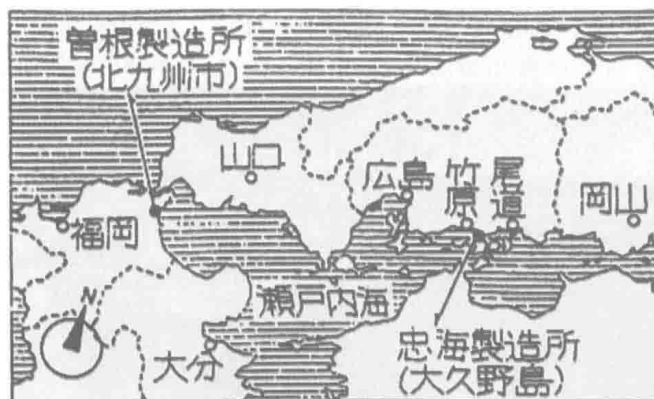 曽根製造所
(北九州市)
山口
広島
竹原
尾道
岡山
福岡
瀬戸内海
N
大分
忠海製造所
(大久野島)